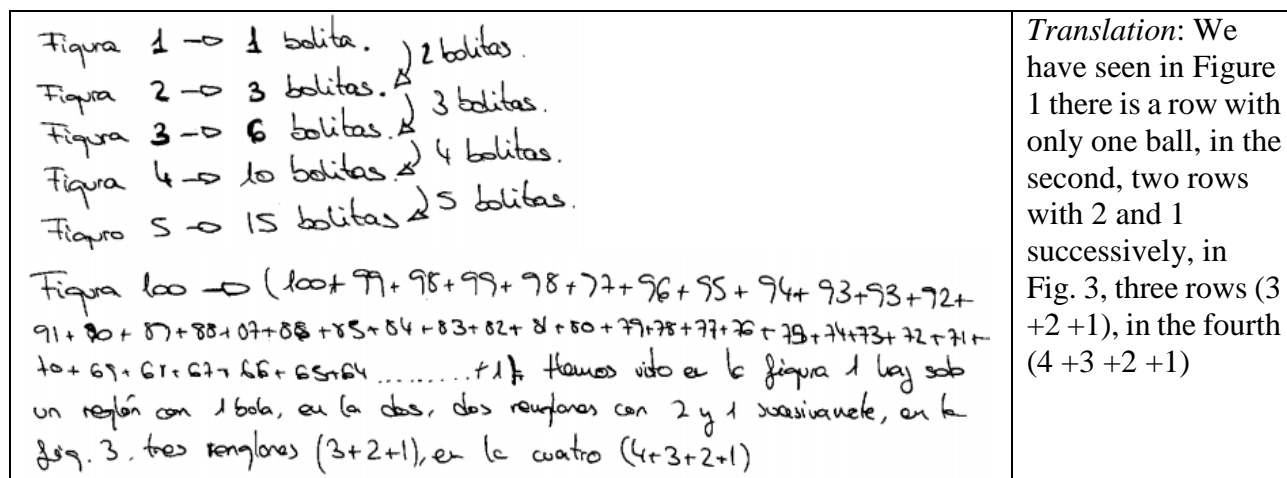 Figura 1 → 1 bolita.
2 bolitas.
Figura 2 → 3 bolitas.
3 bolitas.
Figura 3 → 6 bolitas.
4 bolitas.
Figura 4 → 10 bolitas
5 bolitas.
Figura 5 → 15 bolitas
Figura 100 → (100+ 99+ 98+ 99+ 98+ 77+ 96+ 95+ 94+ 93+93+92+
91+ 90 + 89+88+87+86+85+84+83+82+ 81+80+79+78+77+76+75+74+73+72+71+
70+69+68+67+66+65+64.........+1). Hemos visto en la figura 1 hay solo
un reglón con 1 bola, en la dos, dos renglones con 2 y 1, en la
fig. 3. tres renglones (3+2+1), en la cuatro (4+3+2+1)
Translation: We
have seen in Figure
1 there is a row with
only one ball, in the
second, two rows
with 2 and 1
successively, in
Fig. 3, three rows (3
+2 +1), in the fourth
(4 +3 +2 +1)